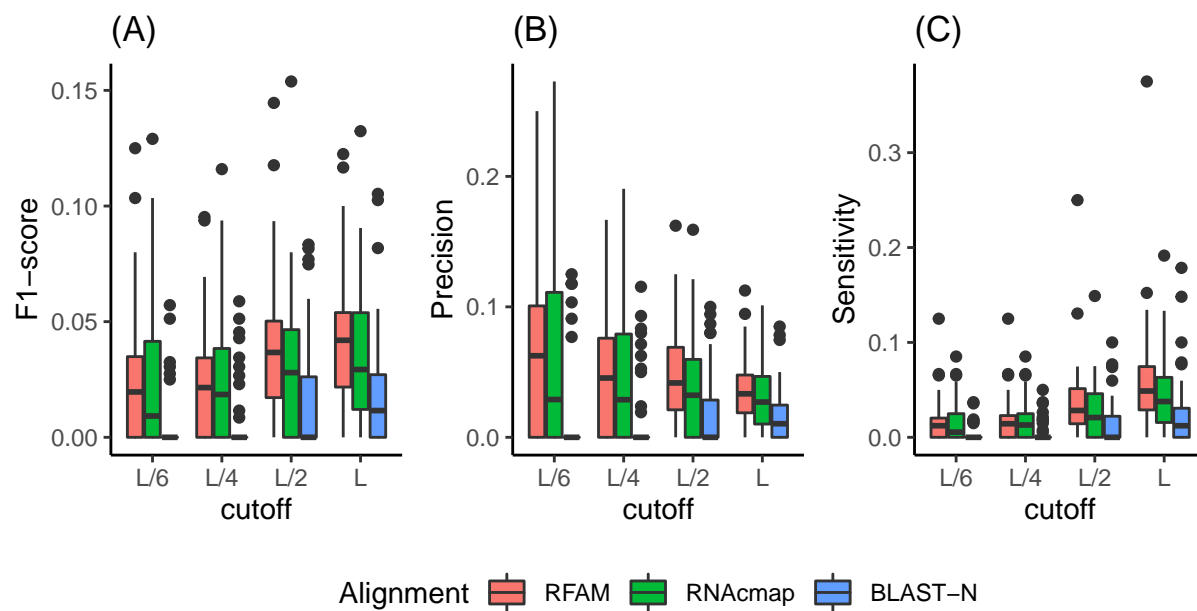 (A)
F1−score
0.15
0.10
0.05
0.00
L/6 L/4 L/2 L
cutoff
(B)
Precision
0.2
0.1
0.0
L/6 L/4 L/2 L
cutoff
(C)
Sensitivity
0.3
0.2
0.1
0.0
L/6 L/4 L/2 L
cutoff
Alignment RFAM RNAcmap BLAST−N